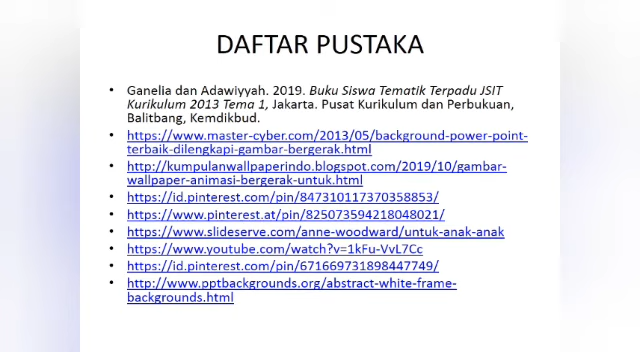 DAFTAR PUSTAKA
• Ganelia dan Adawiyyah. 2019. Buku Siswa Tematik Terpadu JSIT
Kurikulum 2013 Tema 1, Jakarta. Pusat Kurikulum dan Perbukuan,
Balitbang, Kemdikbud.
• https://www.master-cyber.com/2013/05/background-power-point-
terbaik-dilengkapi-gambar-bergerak.html
• http://kumpulanwallpaperindo.blogspot.com/2019/10/gambar-
wallpaper-animasi-bergerak-untuk.html
• https://id.pinterest.com/pin/847310117370358853/
• https://www.pinterest.at/pin/825073594218048021/
• https://www.slideserve.com/anne-woodward/untuk-anak-anak
• https://www.youtube.com/watch?v=1kFu-VvL7Cc
• https://id.pinterest.com/pin/671669731898447749/
• http://www.pptbackgrounds.org/abstract-white-frame-
backgrounds.html